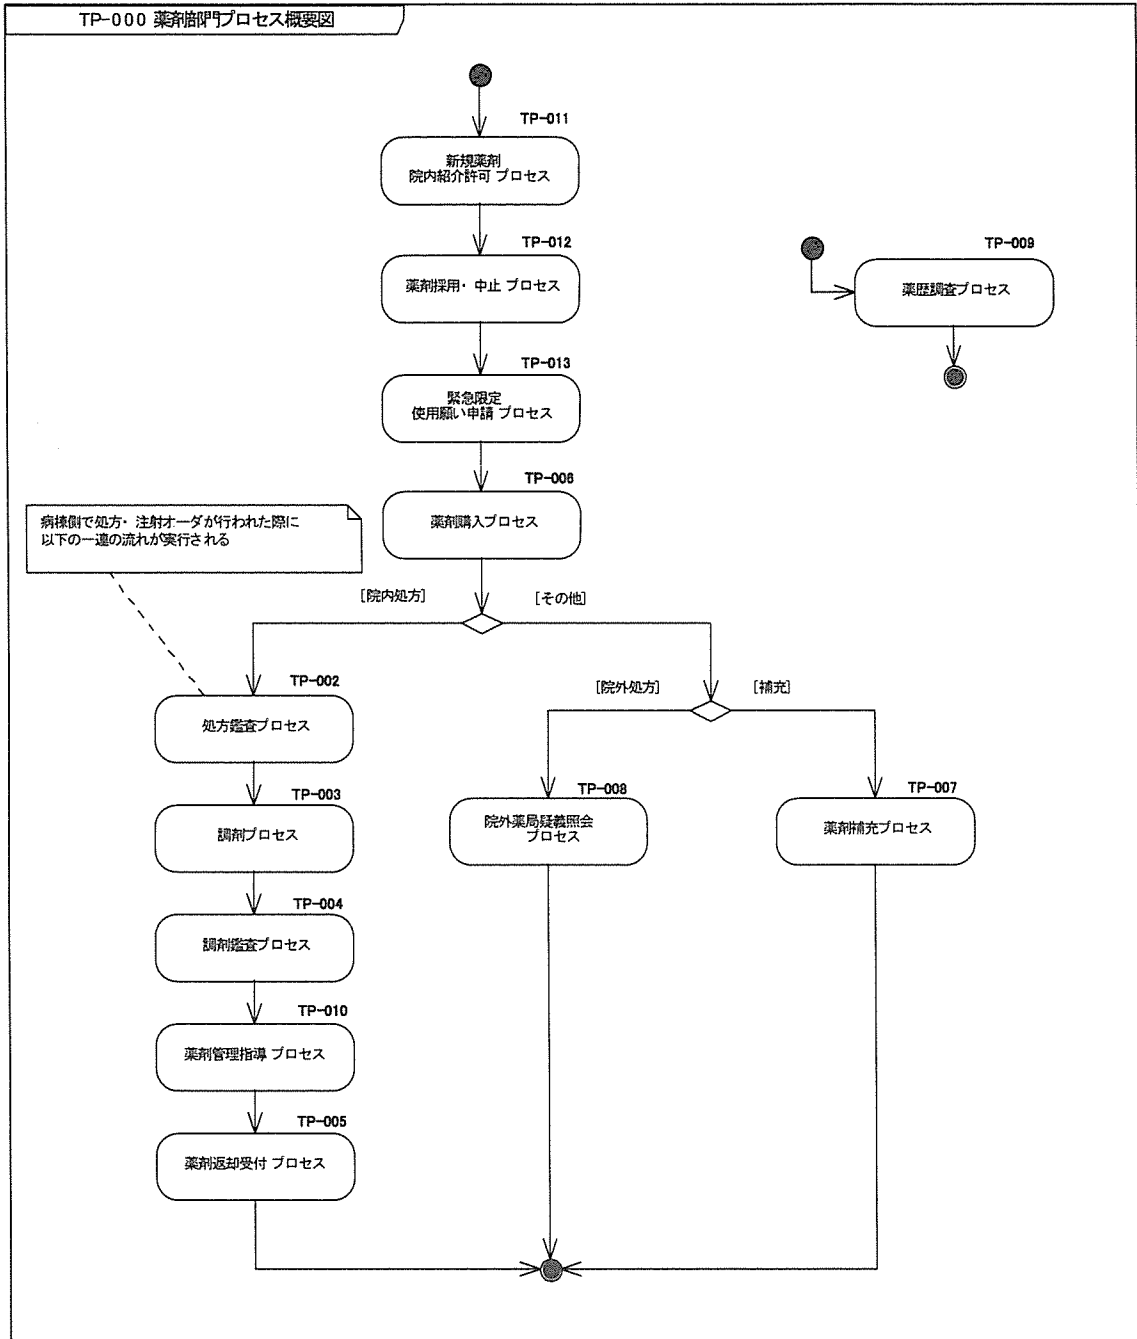 TP-000 薬剤部門プロセス概要図
TP-011
新規薬剤
院内紹介許可 プロセス
TP-012
薬剤採用・中止 プロセス
TP-009
薬歴調査プロセス
TP-013
緊急限定
使用願い申請 プロセス
TP-006
薬剤購入プロセス
病棟側で処方・注射オーダが行われた際に
以下の一連の流れが実行される
[院内処方]
[その他]
TP-002
処方鑑査プロセス
[院外処方]
[補充]
TP-003
調剤プロセス
TP-008
院外薬局疑義照会
プロセス
TP-007
薬剤補充プロセス
TP-004
調剤鑑査プロセス
TP-010
薬剤管理指導 プロセス
TP-005
薬剤返却受付 プロセス